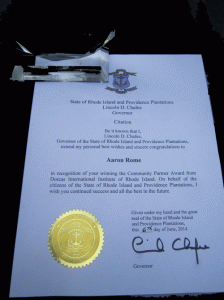 State of Rhode Island and Providence Plantations
Lincoln D. Chafee
Governor
Citation
Be it known that I,
Lincoln D. Chafee,
Governor of the State of Rhode Island and Providence Plantations,
extend my personal best wishes and sincere congratulations to
Aaron Rome
in recognition of your winning the Community Partner Award from
Dorcas International Institute of Rhode Island. On behalf of the
citizens of the State of Rhode Island and Providence Plantations, I
wish you continued success and all the best in the future.
Given under my hand and the great
seal of the State of Rhode Island
and Providence Plantations,
this 6th day of June, 2014
Governor